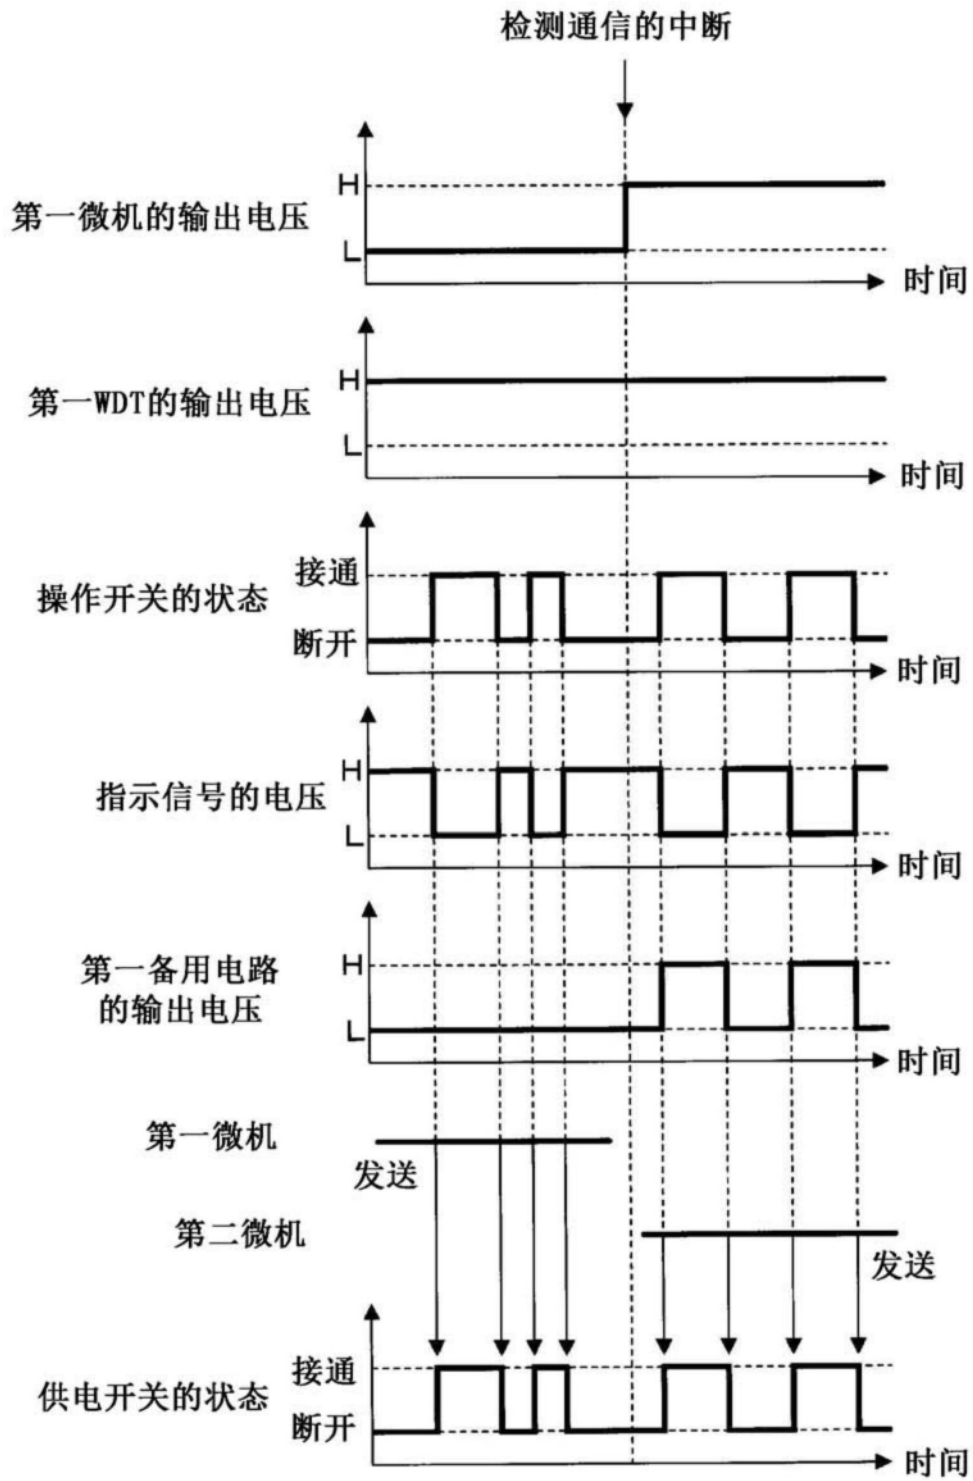 检测通信的中断
H
第一微机的输出电压
L
时间
H
第一WDT的输出电压
L
时间
接通
操作开关的状态
断开
时间
H
指示信号的电压
L
时间
第一备用电路
H
的输出电压
L
时间
第一微机
发送
第二微机
发送
接通
供电开关的状态
断开
时间